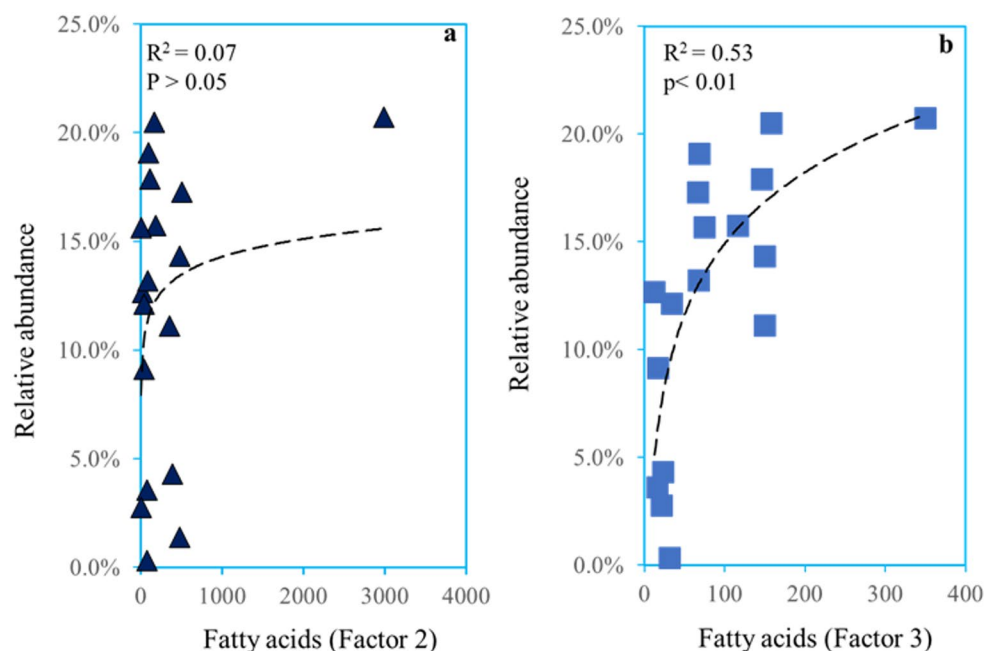 a
R² = 0.07
P > 0.05
25.0%
20.0%
15.0%
10.0%
5.0%
0.0%
Relative abundance
0 1000 2000 3000 4000
Fatty acids (Factor 2)
b
R² = 0.53
p< 0.01
25.0%
20.0%
15.0%
10.0%
5.0%
0.0%
Relative abundance
0 100 200 300 400
Fatty acids (Factor 3)